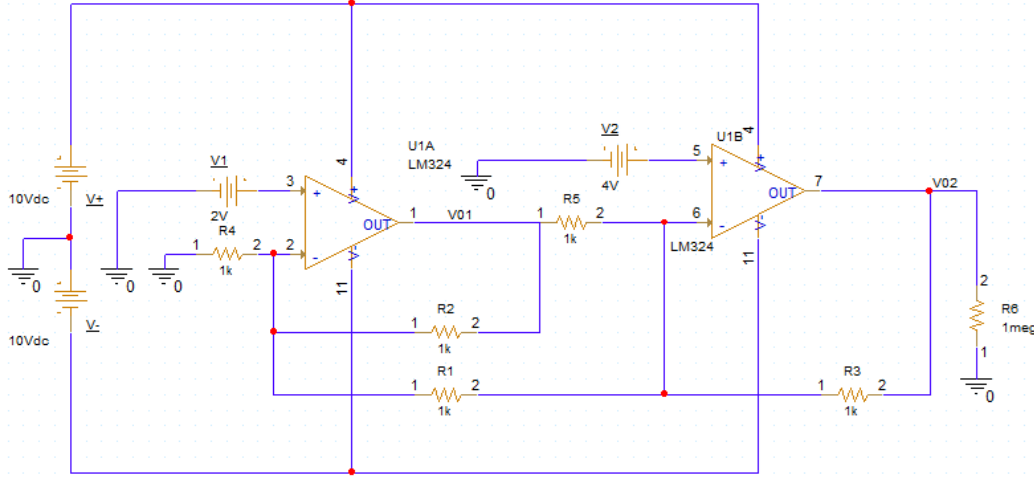 10Vdc
V+
0
10Vdc
V-
0
V1
2V
0
R4
1
2
1k
3
2
+
-
4
V+
11
V-
OUT
U1A
LM324
1
V01
R2
1
2
1k
R1
1
2
1k
V2
4V
0
R5
1
2
1k
U1B
LM324
5
6
+
-
4
V+
11
V-
OUT
7
V02
R3
1
2
1k
2
R6
1meg
1
0
0